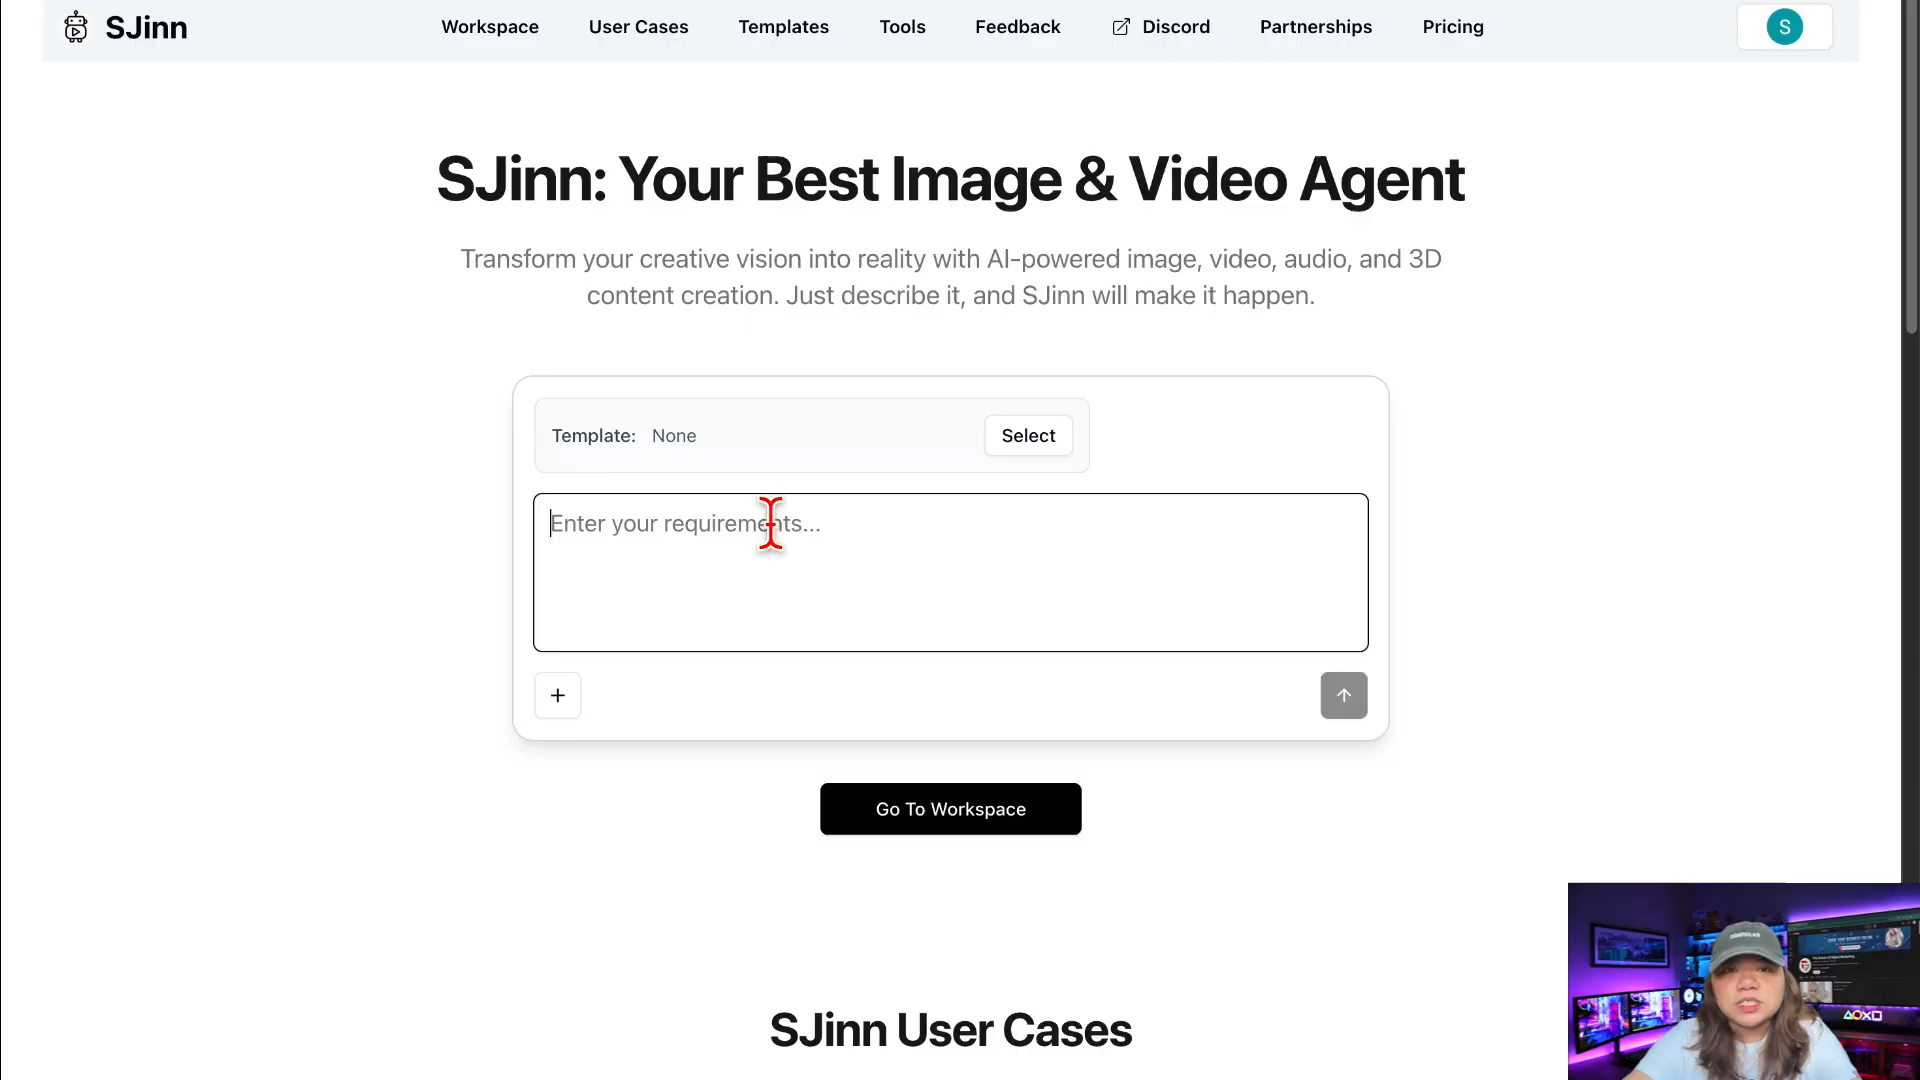 SJinn
Workspace
User Cases
Templates
Tools
Feedback
Discord
Partnerships
Pricing
S
SJinn: Your Best Image & Video Agent
Transform your creative vision into reality with AI-powered image, video, audio, and 3D
content creation. Just describe it, and SJinn will make it happen.
Template: None
Select
Enter your requirements...
Go To Workspace
SJinn User Cases